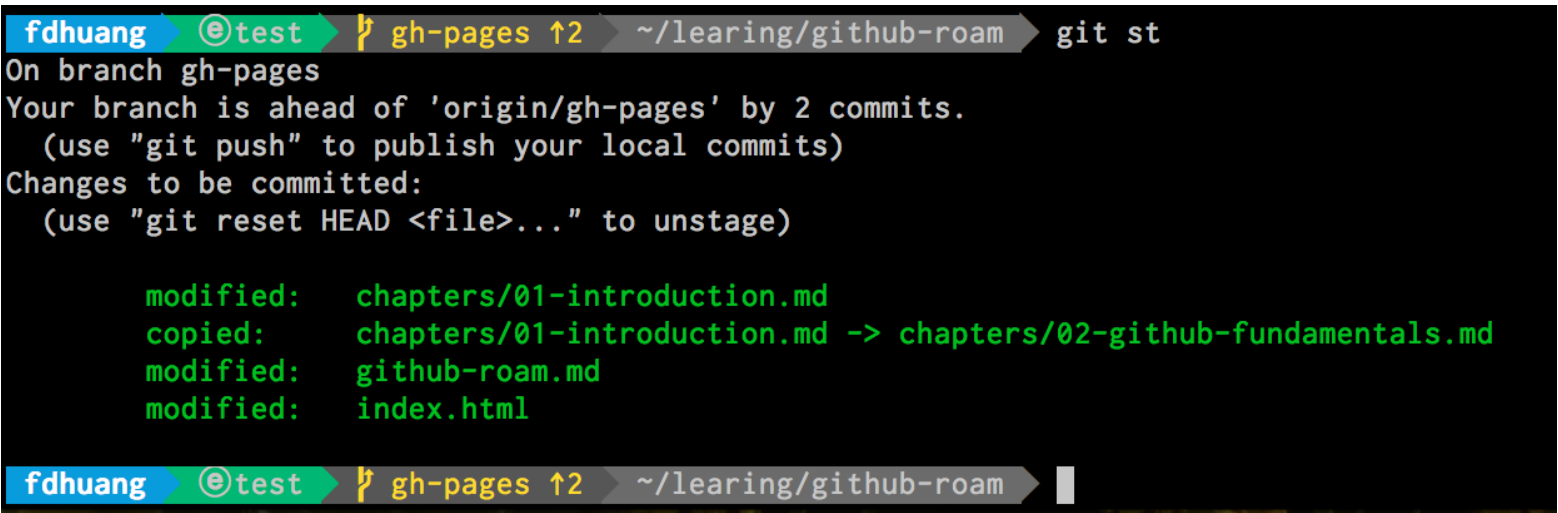 fdhuang ⓔtest gh-pages ↑2 ~/learing/github-roam git st
On branch gh-pages
Your branch is ahead of 'origin/gh-pages' by 2 commits.
  (use "git push" to publish your local commits)
Changes to be committed:
  (use "git reset HEAD <file>..." to unstage)
        modified:   chapters/01-introduction.md
        copied:     chapters/01-introduction.md -> chapters/02-github-fundamentals.md
        modified:   github-roam.md
        modified:   index.html
fdhuang ⓔtest gh-pages ↑2 ~/learing/github-roam